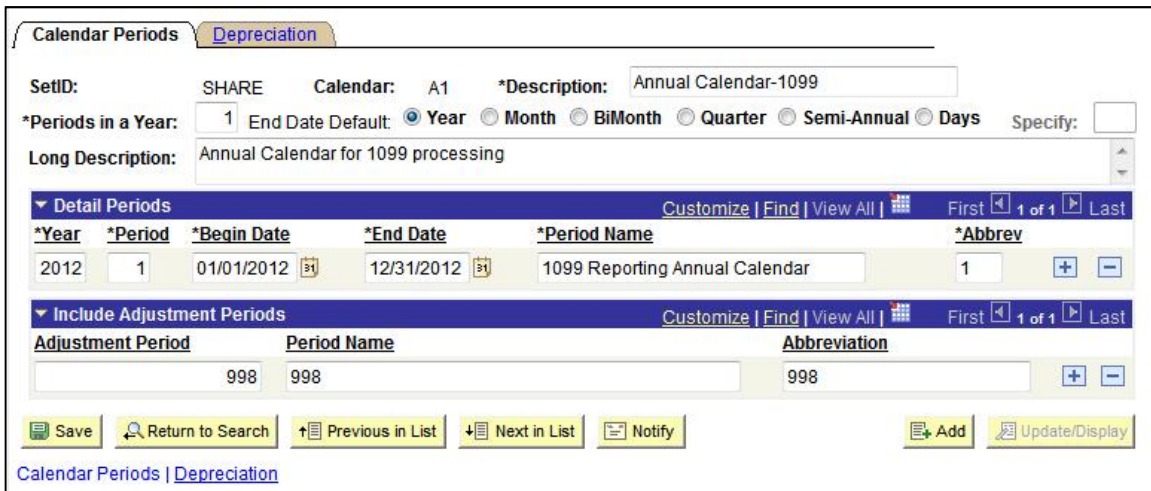 Calendar Periods Depreciation
SetID: SHARE Calendar: A1 *Description: Annual Calendar-1099
*Periods in a Year: 1 End Date Default: Year Month BiMonth Quarter Semi-Annual Days Specify:
Long Description: Annual Calendar for 1099 processing
Detail Periods Customize | Find | View All | First 1 of 1 Last
*Year *Period *Begin Date *End Date *Period Name *Abbrev
2012 1 01/01/2012 31 12/31/2012 31 1099 Reporting Annual Calendar 1
Include Adjustment Periods Customize | Find | View All | First 1 of 1 Last
Adjustment Period Period Name Abbreviation
998 998 998
Save Return to Search Previous in List Next in List Notify Add Update/Display
Calendar Periods | Depreciation